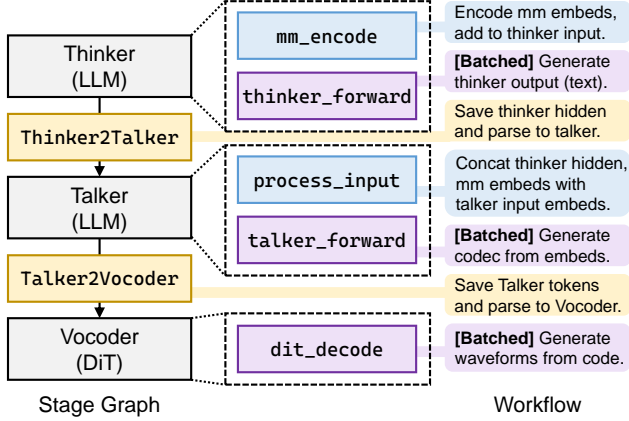 Thinker
(LLM)
Thinker2Talker
Talker
(LLM)
Talker2Vocoder
Vocoder
(DiT)
Stage Graph
mm_encode
thinker_forward
process_input
talker_forward
dit_decode
Encode mm embeds,
add to thinker input.
[Batched] Generate
thinker output (text).
Save thinker hidden
and parse to talker.
Concat thinker hidden,
mm embeds with
talker input embeds.
[Batched] Generate
codec from embeds.
Save Talker tokens
and parse to Vocoder.
[Batched] Generate
waveforms from code.
Workflow